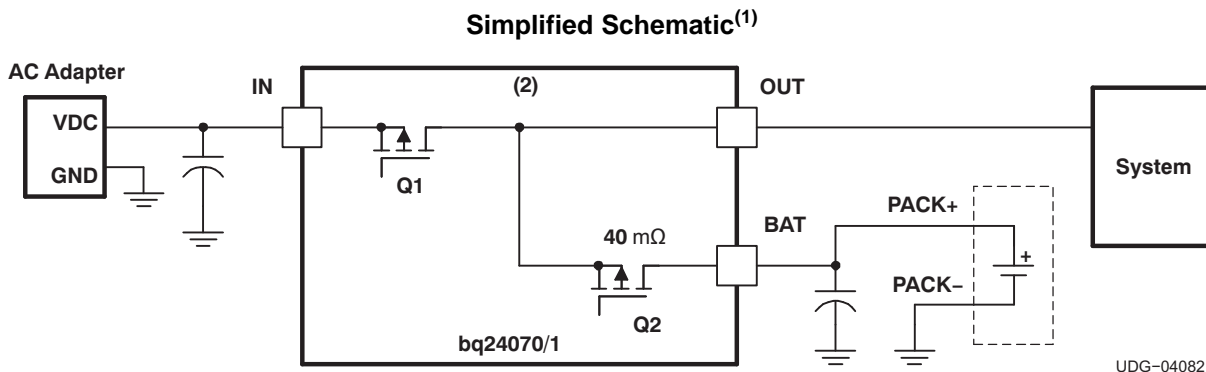 Simplified Schematic(1)
AC Adapter
VDC
GND
IN
(2)
Q1
40 mΩ
Q2
bq24070/1
OUT
BAT
PACK+
PACK−
+
System
UDG−04082